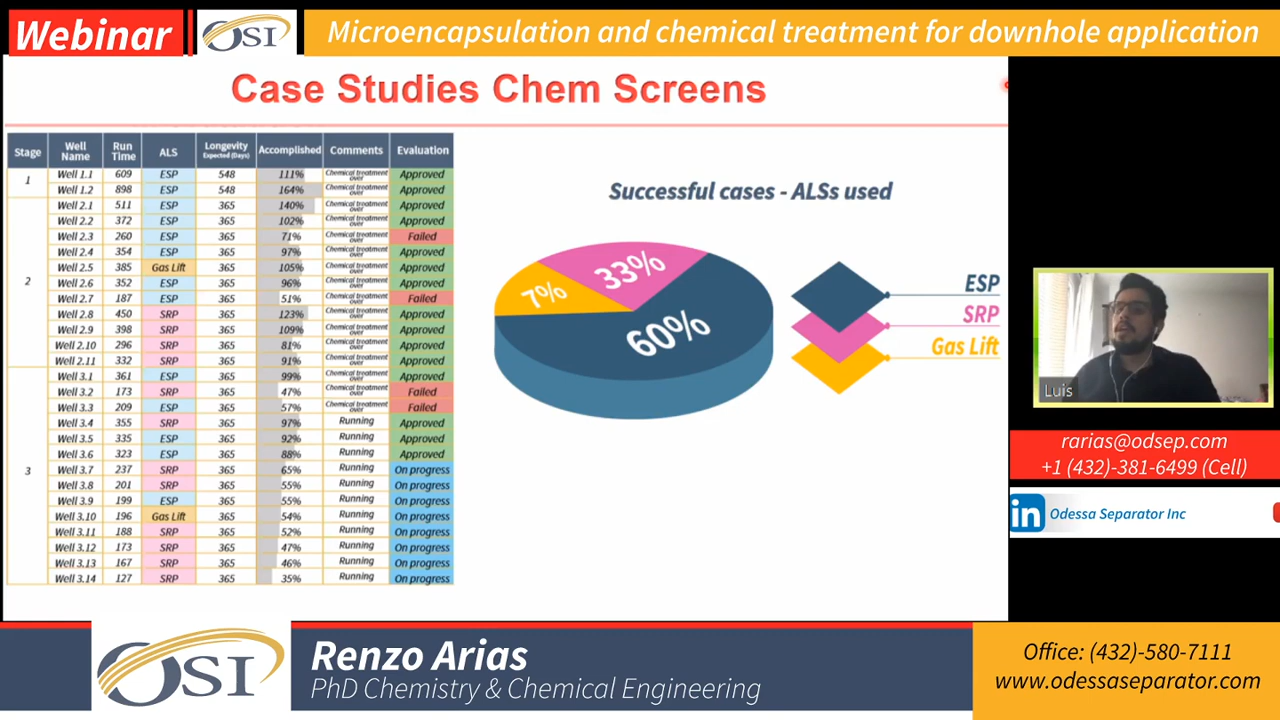 Webinar
OSI
Microencapsulation and chemical treatment for downhole application
Case Studies Chem Screens
Stage Well Name Run Time ALS Longevity Expected (Days) Accomplished Comments Evaluation
1
Well 1.1 609 ESP 548 111% Chemical treatment over Approved
Well 1.2 898 ESP 548 164% Chemical treatment over Approved
2
Well 2.1 511 ESP 365 140% Chemical treatment over Approved
Well 2.2 372 ESP 365 102% Chemical treatment over Approved
Well 2.3 260 ESP 365 71% Chemical treatment over Failed
Well 2.4 354 ESP 365 97% Chemical treatment over Approved
Well 2.5 385 Gas Lift 365 105% Chemical treatment over Approved
Well 2.6 352 ESP 365 96% Chemical treatment over Approved
Well 2.7 187 ESP 365 51% Chemical treatment over Failed
Well 2.8 450 SRP 365 123% Chemical treatment over Approved
Well 2.9 398 SRP 365 109% Chemical treatment over Approved
Well 2.10 296 SRP 365 81% Chemical treatment over Approved
Well 2.11 332 SRP 365 91% Chemical treatment over Approved
3
Well 3.1 361 ESP 365 99% Chemical treatment over Approved
Well 3.2 173 SRP 365 47% Chemical treatment over Failed
Well 3.3 209 ESP 365 57% Chemical treatment over Failed
Well 3.4 355 SRP 365 97% Running Approved
Well 3.5 335 ESP 365 92% Running Approved
Well 3.6 323 ESP 365 88% Running Approved
Well 3.7 237 SRP 365 65% Running On progress
Well 3.8 201 SRP 365 55% Running On progress
Well 3.9 199 ESP 365 55% Running On progress
Well 3.10 196 Gas Lift 365 54% Running On progress
Well 3.11 188 SRP 365 52% Running On progress
Well 3.12 173 SRP 365 47% Running On progress
Well 3.13 167 SRP 365 46% Running On progress
Well 3.14 127 SRP 365 35% Running On progress
Successful cases - ALSs used
33%
7%
60%
ESP
SRP
Gas Lift
Luis
rarias@odsep.com
+1 (432)-381-6499 (Cell)
in Odessa Separator Inc
OSI
Renzo Arias
PhD Chemistry & Chemical Engineering
Office: (432)-580-7111
www.odessaseparator.com